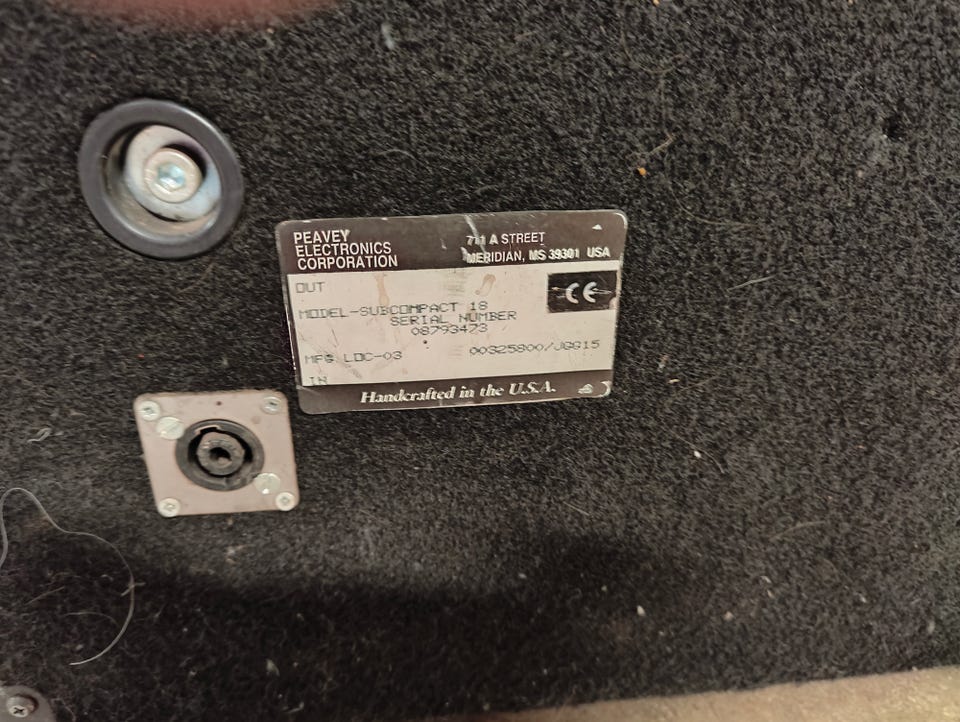 PEAVEY
ELECTRONICS
CORPORATION
711 A STREET
MERIDIAN, MS 39301 USA
OUT
CE
MODEL-SUBCOMPACT 18
SERIAL NUMBER
08793473
MFG LOC-03 00325800/JGG15
IN
Handcrafted in the U.S.A.